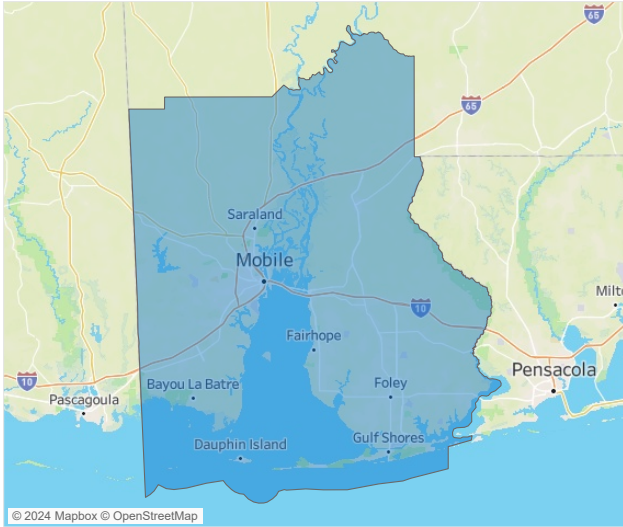 65
65
Saraland
Mobile
10
Milt
Fairhope
Pensacola
10
Bayou La Batre
Foley
Pascagoula
Gulf Shores
Dauphin Island
© 2024 Mapbox © OpenStreetMap